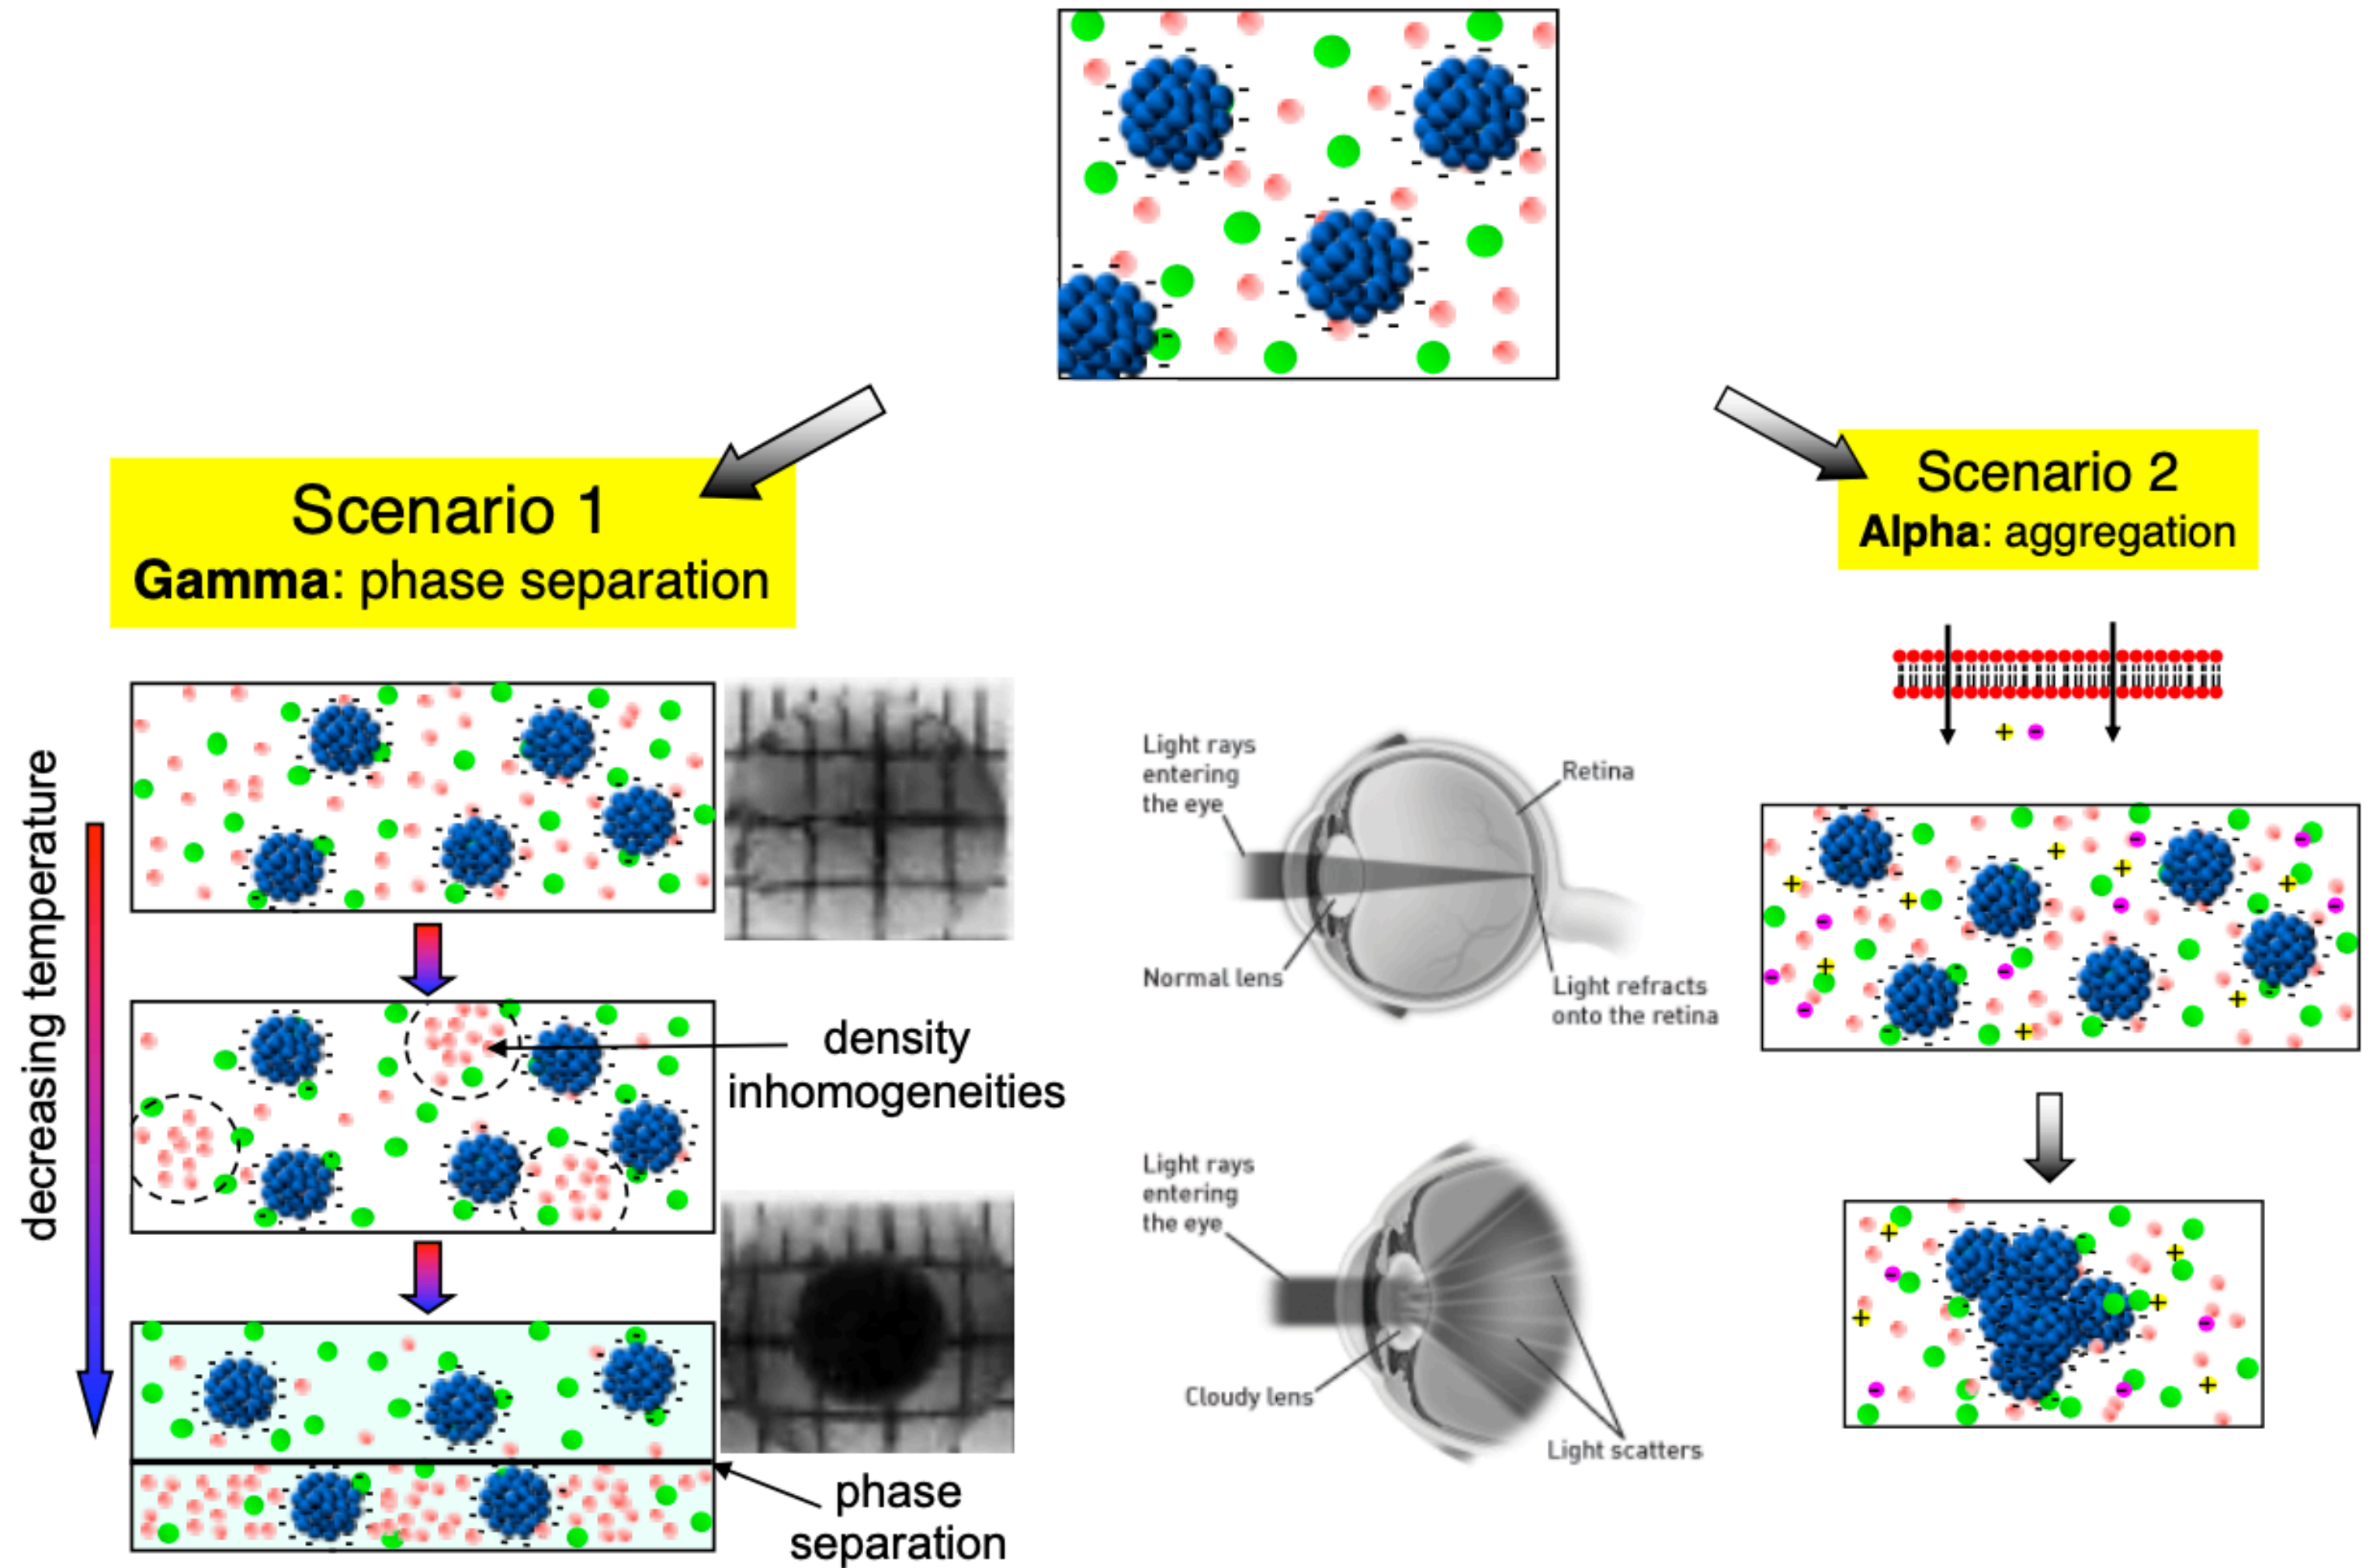 Scenario 1
Gamma: phase separation
Scenario 2
Alpha: aggregation
decreasing temperature
density
inhomogeneities
phase
separation
Light rays
entering
the eye
Retina
Normal lens
Light refracts
onto the retina
Light rays
entering
the eye
Cloudy lens
Light scatters